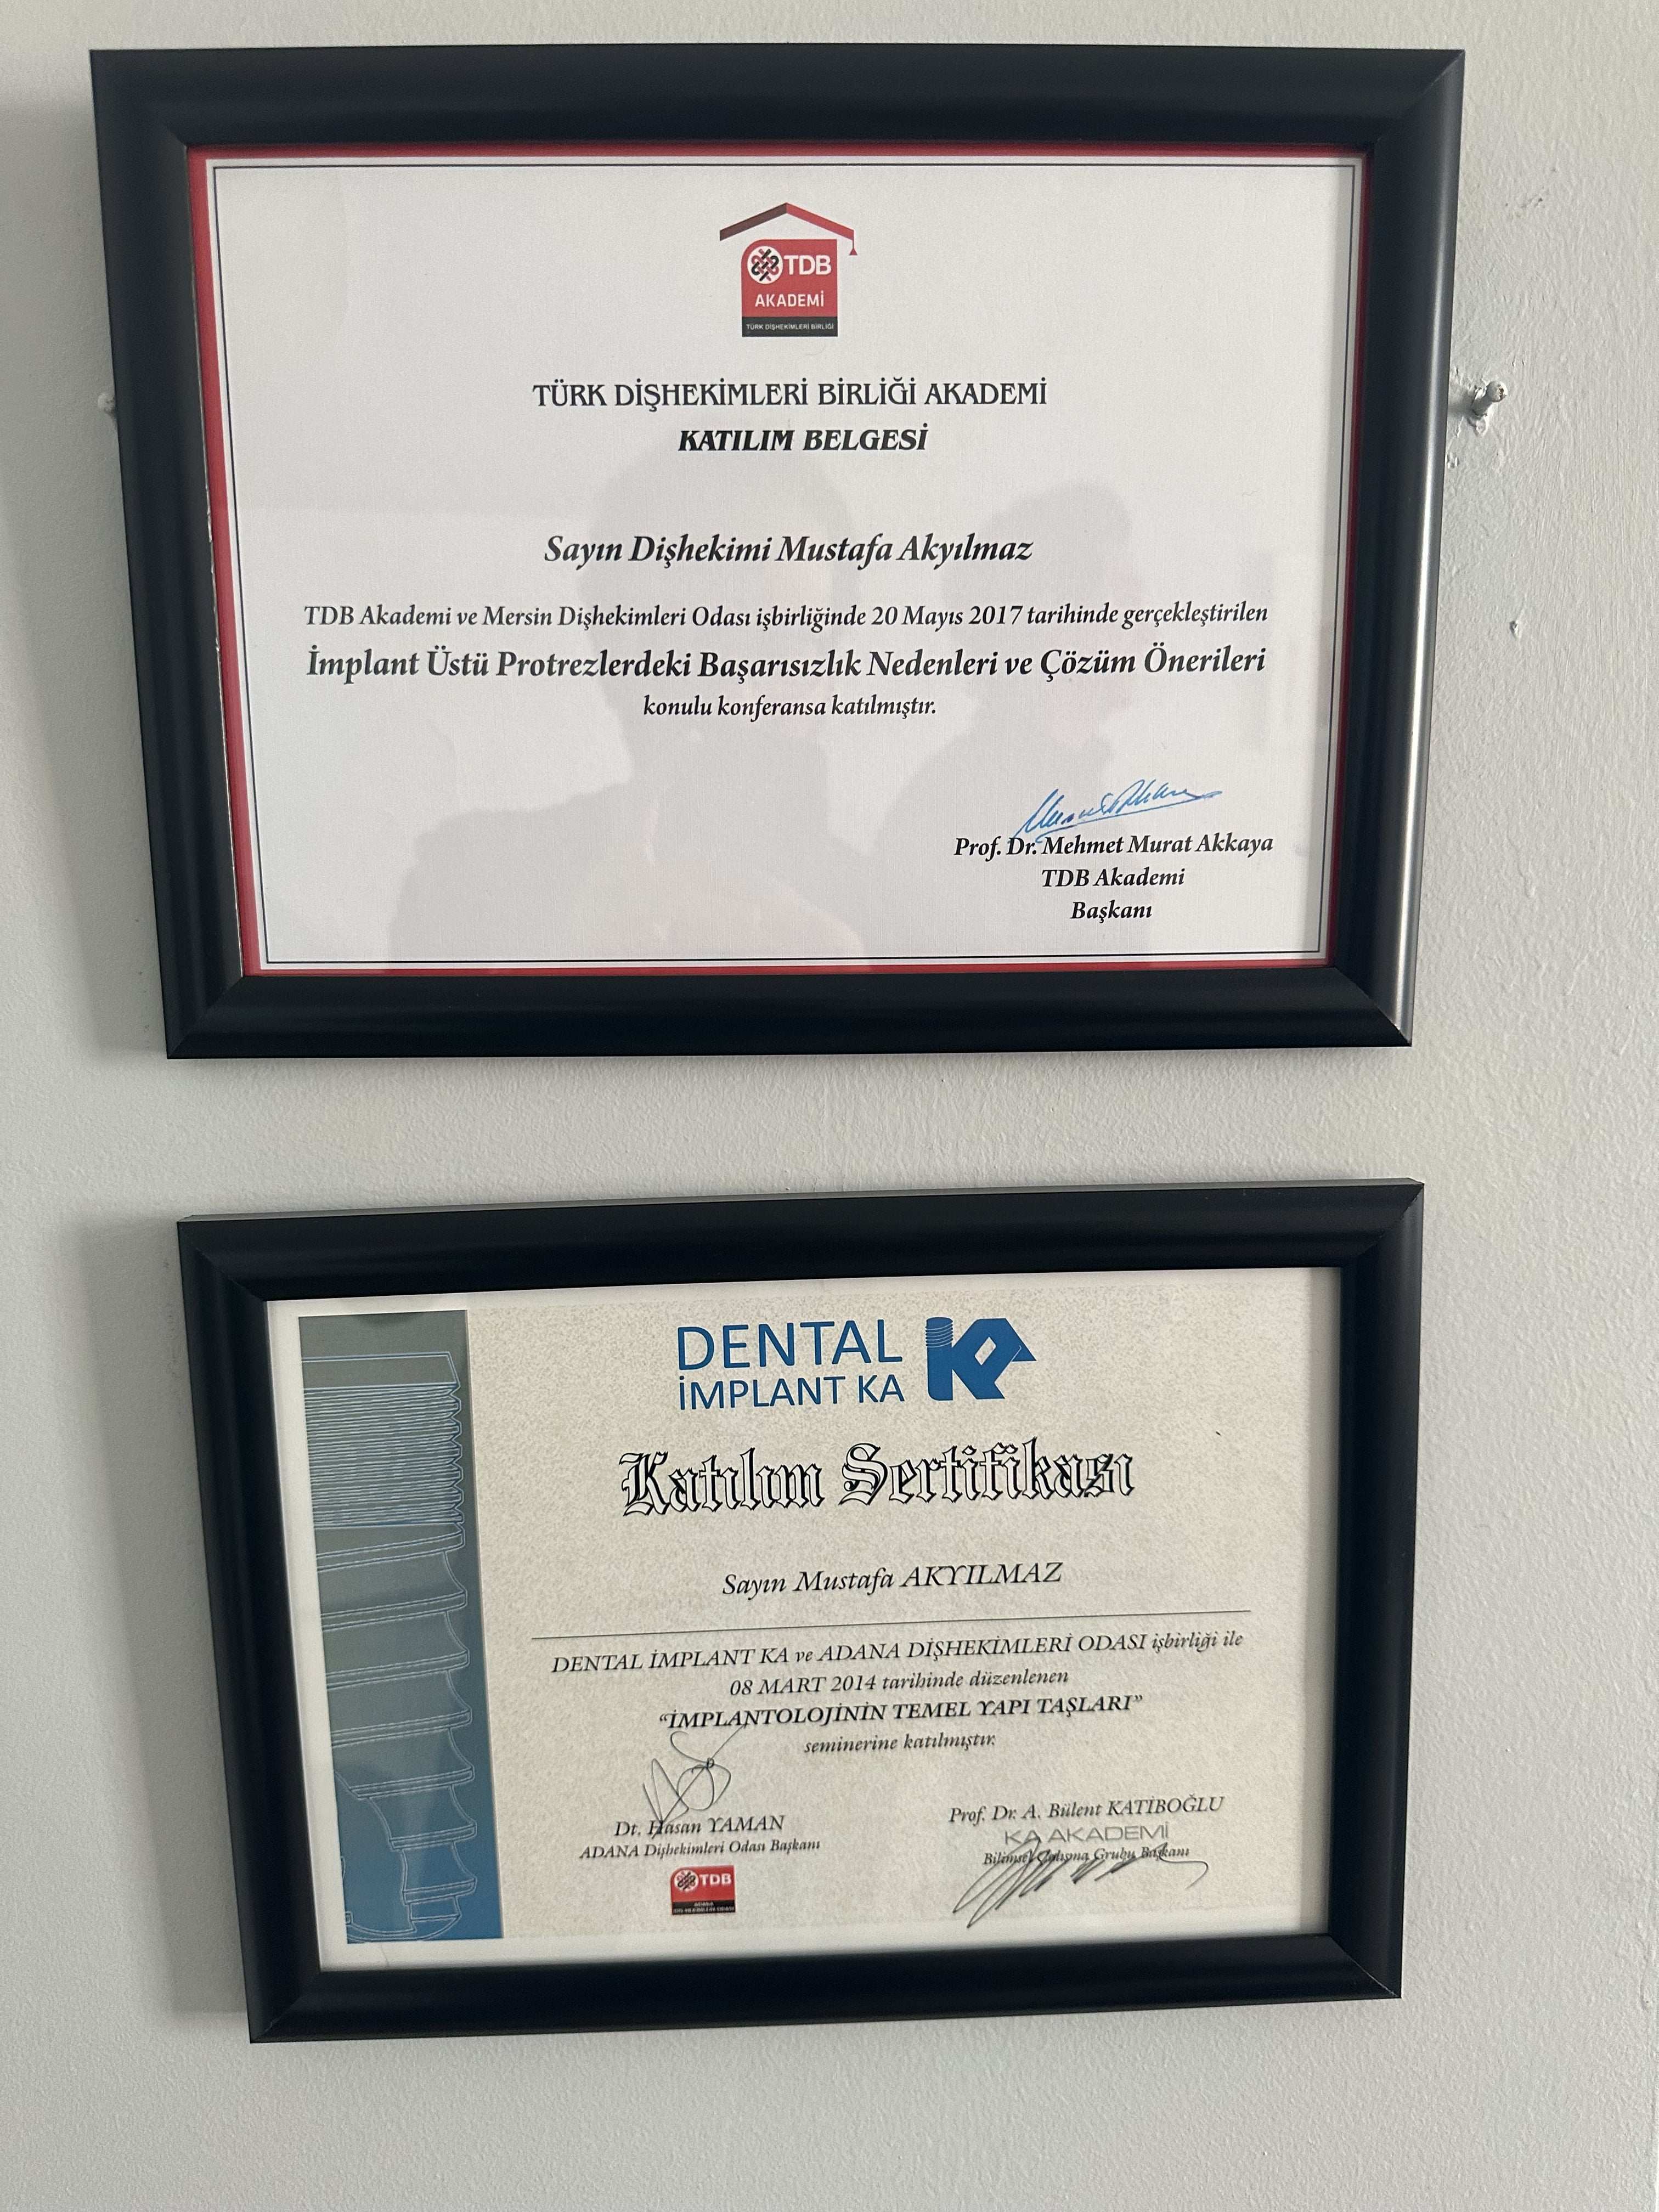 TDB
AKADEMİ
TÜRK DİŞHEKİMLERİ BİRLİĞİ
TÜRK DİŞHEKİMLERİ BİRLİĞİ AKADEMİ
KATILIM BELGESİ
Sayın Dişhekimi Mustafa Akyılmaz
TDB Akademi ve Mersin Dişhekimleri Odası işbirliğinde 20 Mayıs 2017 tarihinde gerçekleştirilen
İmplant Üstü Protrezlerdeki Başarısızlık Nedenleri ve Çözüm Önerileri
konulu konferansa katılmıştır.
Prof. Dr. Mehmet Murat Akkaya
TDB Akademi
Başkanı
DENTAL
İMPLANT KA
Katılım Sertifikası
Sayın Mustafa AKYILMAZ
DENTAL İMPLANT KA ve ADANA DİŞHEKİMLERİ ODASI işbirliği ile
08 MART 2014 tarihinde düzenlenen
“İMPLANTOLOJİNİN TEMEL YAPI TAŞLARI”
seminerine katılmıştır.
Dt. Hasan YAMAN
ADANA Dişhekimleri Odası Başkanı
TDB
Prof. Dr. A. Bülent KATİBOĞLU
KA AKADEMİ
Bilimsel Çalışma Grubu Başkanı